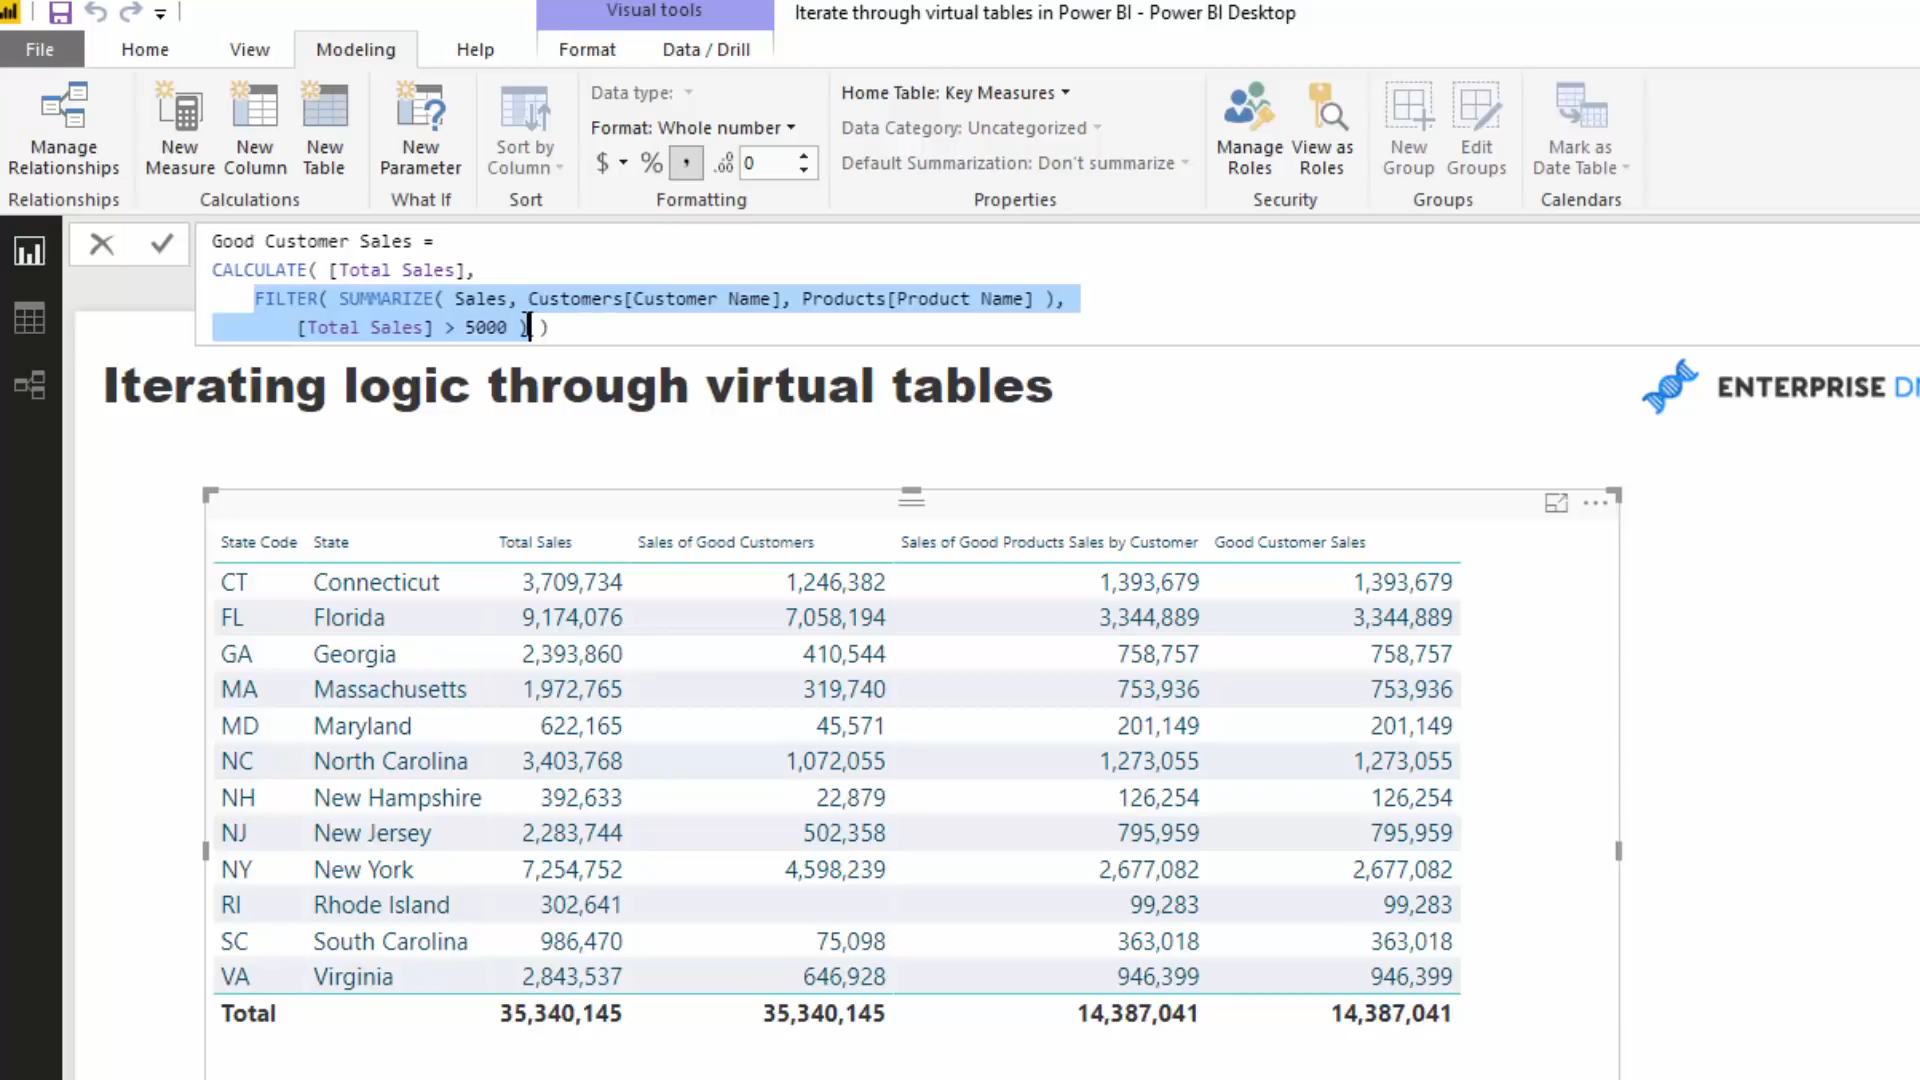 Visual tools
Iterate through virtual tables in Power BI - Power BI Desktop
File Home View Modeling Help Format Data / Drill
Manage Relationships
New Measure
New Column
New Table
New Parameter
Sort by Column
Data type:
Format: Whole number
$ % , .00 0
Home Table: Key Measures
Data Category: Uncategorized
Default Summarization: Don't summarize
Manage Roles
View as Roles
New Group
Edit Groups
Mark as Date Table
Relationships Calculations What If Sort Formatting Properties Security Groups Calendars
Good Customer Sales =
CALCULATE( [Total Sales],
FILTER( SUMMARIZE( Sales, Customers[Customer Name], Products[Product Name] ),
[Total Sales] > 5000 ) )
Iterating logic through virtual tables
ENTERPRISE
State Code State Total Sales Sales of Good Customers Sales of Good Products Sales by Customer Good Customer Sales
CT Connecticut 3,709,734 1,246,382 1,393,679 1,393,679
FL Florida 9,174,076 7,058,194 3,344,889 3,344,889
GA Georgia 2,393,860 410,544 758,757 758,757
MA Massachusetts 1,972,765 319,740 753,936 753,936
MD Maryland 622,165 45,571 201,149 201,149
NC North Carolina 3,403,768 1,072,055 1,273,055 1,273,055
NH New Hampshire 392,633 22,879 126,254 126,254
NJ New Jersey 2,283,744 502,358 795,959 795,959
NY New York 7,254,752 4,598,239 2,677,082 2,677,082
RI Rhode Island 302,641 99,283 99,283
SC South Carolina 986,470 75,098 363,018 363,018
VA Virginia 2,843,537 646,928 946,399 946,399
Total 35,340,145 35,340,145 14,387,041 14,387,041